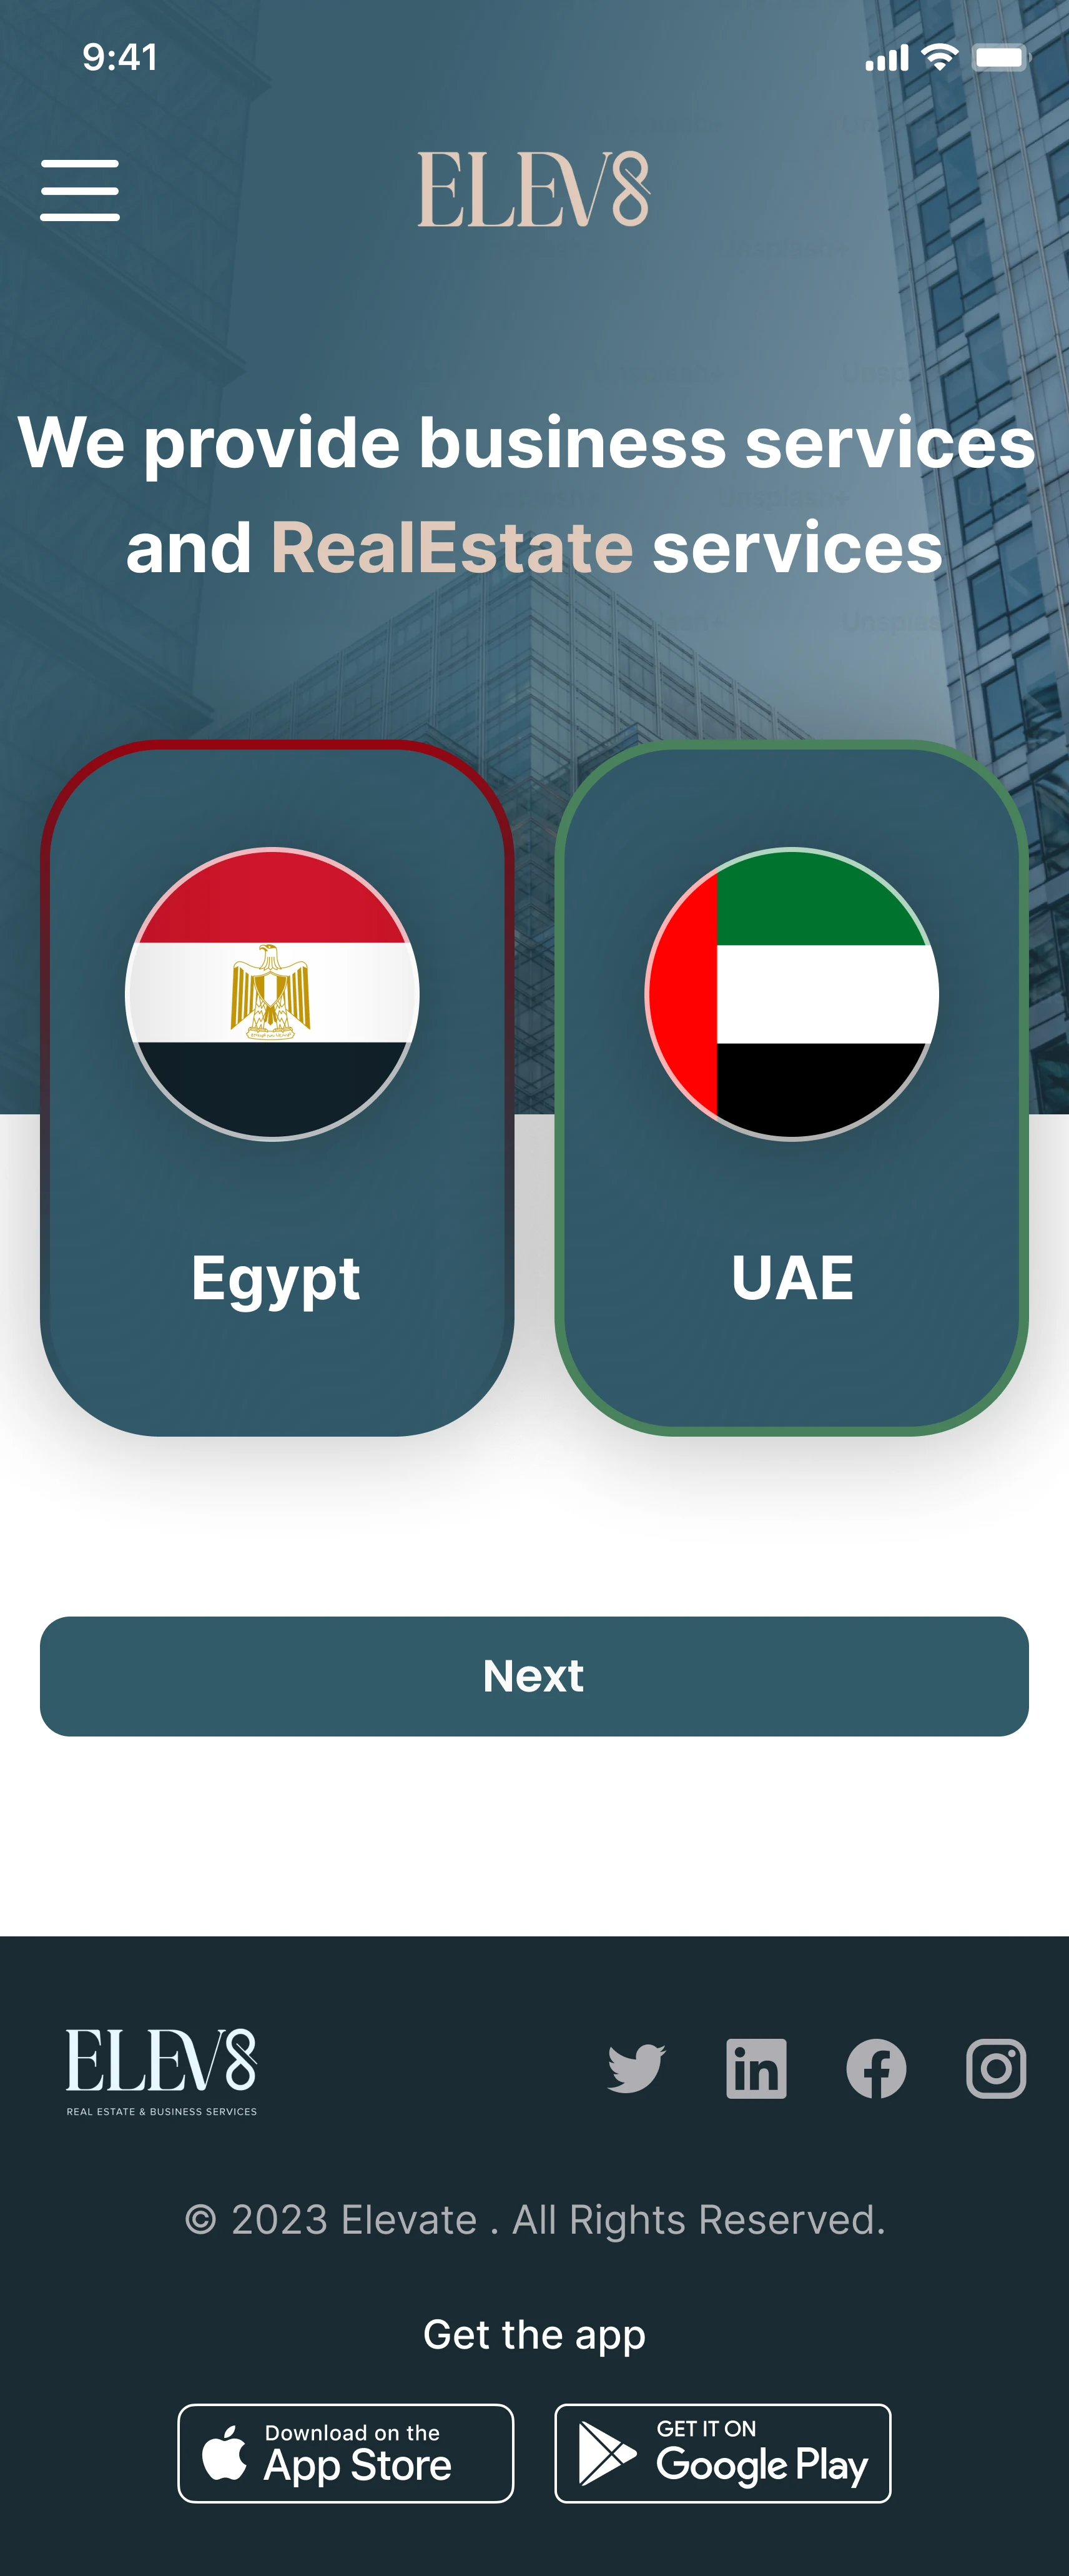 9:41
ELEV8
We provide business services
and RealEstate services
Egypt
UAE
Next
ELEV8
REAL ESTATE & BUSINESS SERVICES
© 2023 Elevate . All Rights Reserved.
Get the app
Download on the
App Store
GET IT ON
Google Play